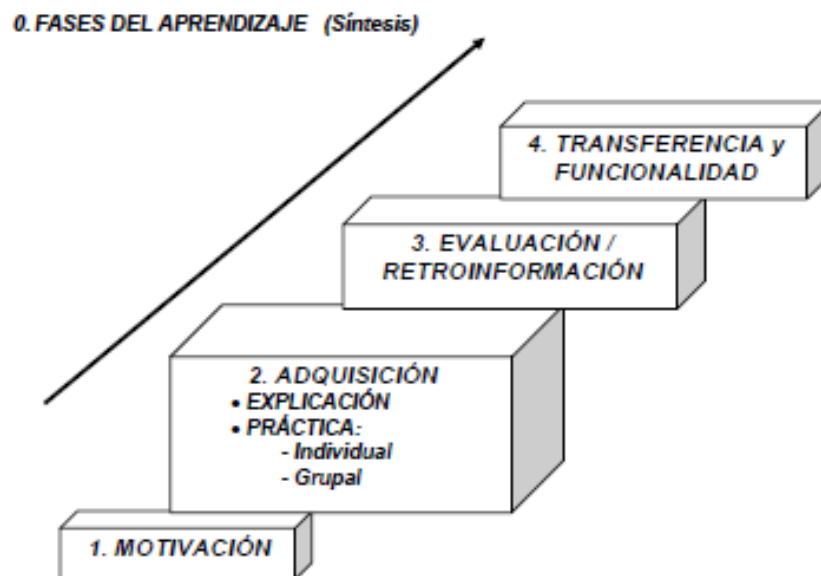 0. FASES DEL APRENDIZAJE (Síntesis)
4. TRANSFERENCIA y
FUNCIONALIDAD
3. EVALUACIÓN /
RETROINFORMACIÓN
2. ADQUISICIÓN
• EXPLICACIÓN
• PRÁCTICA:
- Individual
- Grupal
1. MOTIVACIÓN